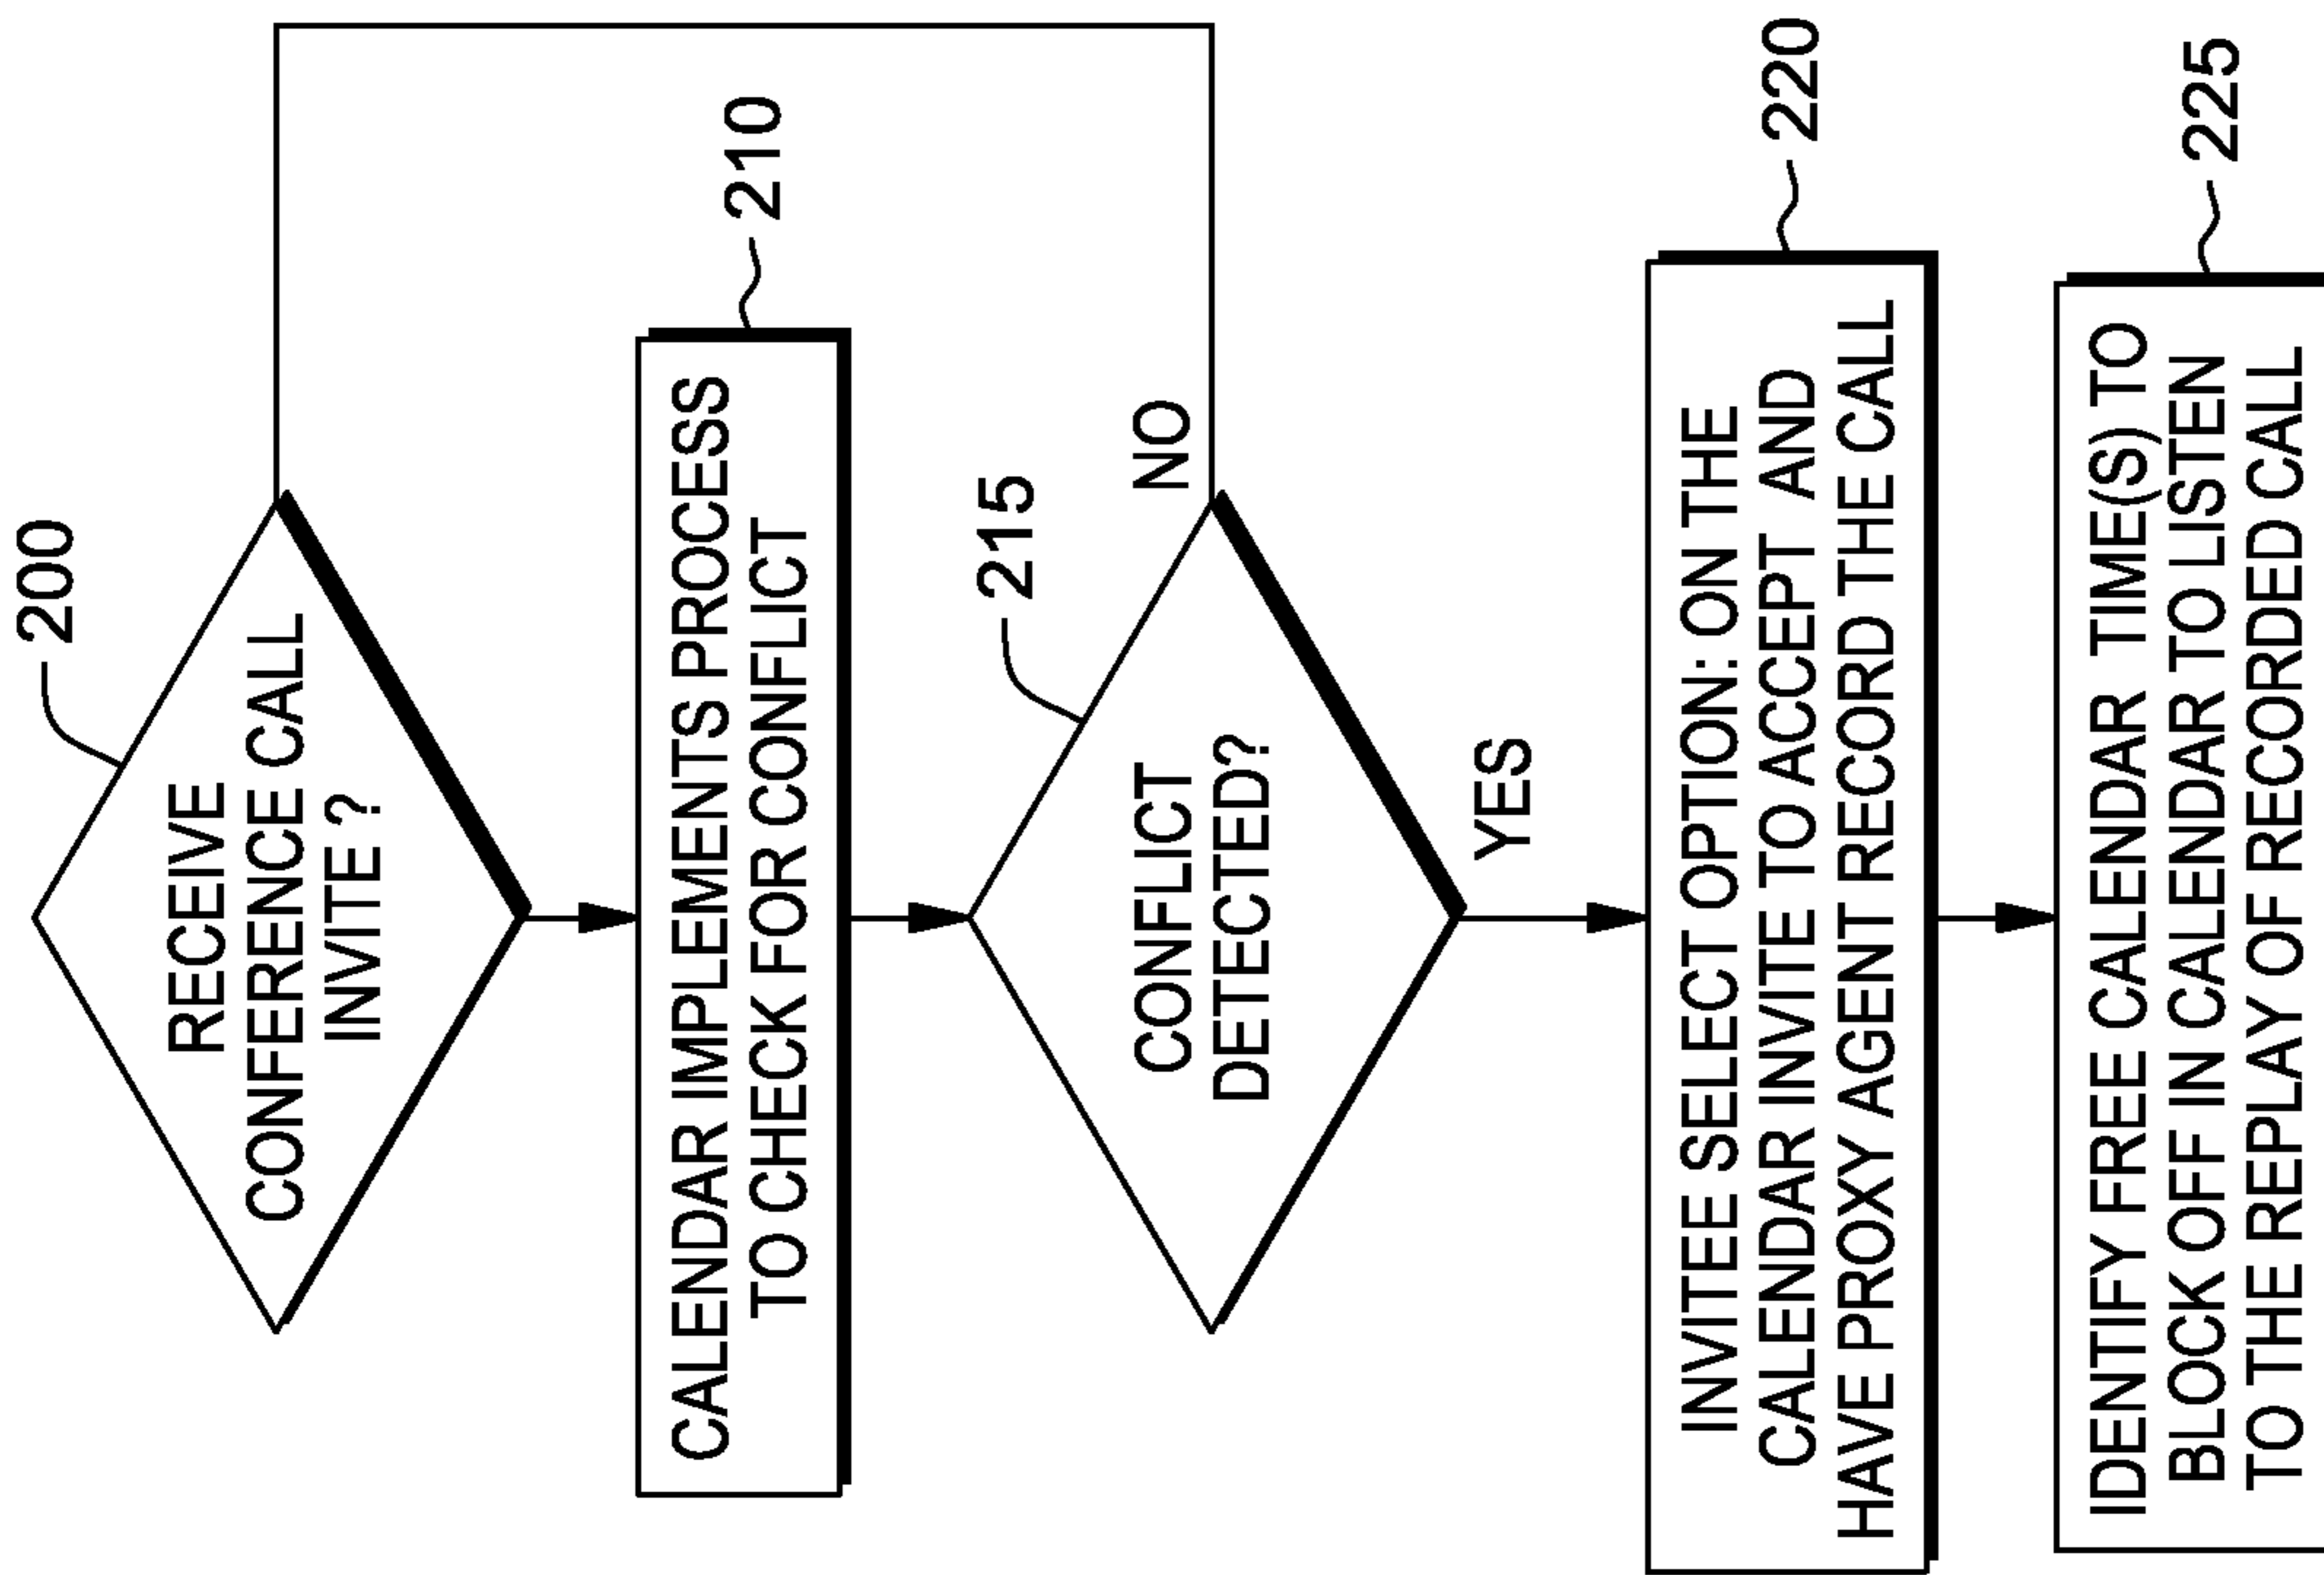 200
RECEIVE
CONFERENCE CALL
INVITE ?
210
CALENDAR IMPLEMENTS PROCESS
TO CHECK FOR CONFLICT
215
CONFLICT
DETECTED?
NO
YES
220
INVITEE SELECT OPTION: ON THE
CALENDAR INVITE TO ACCEPT AND
HAVE PROXY AGENT RECORD THE CALL
225
IDENTIFY FREE CALENDAR TIME(S) TO
BLOCK OFF IN CALENDAR TO LISTEN
TO THE REPLAY OF RECORDED CALL